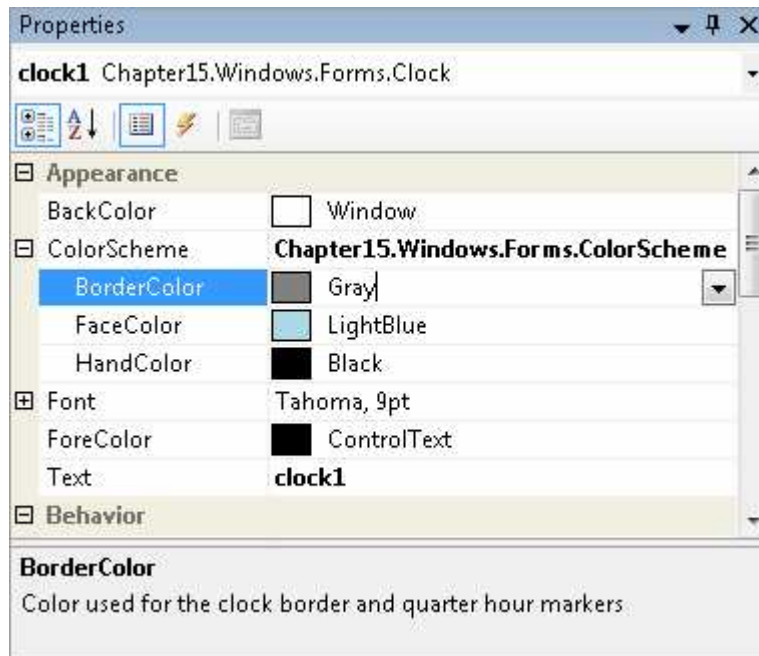 Properties
clock1 Chapter15.Windows.Forms.Clock
A
Z
Appearance
BackColor Window
ColorScheme Chapter15.Windows.Forms.ColorScheme
BorderColor Gray
FaceColor LightBlue
HandColor Black
Font Tahoma, 9pt
ForeColor ControlText
Text clock1
Behavior
BorderColor
Color used for the clock border and quarter hour markers